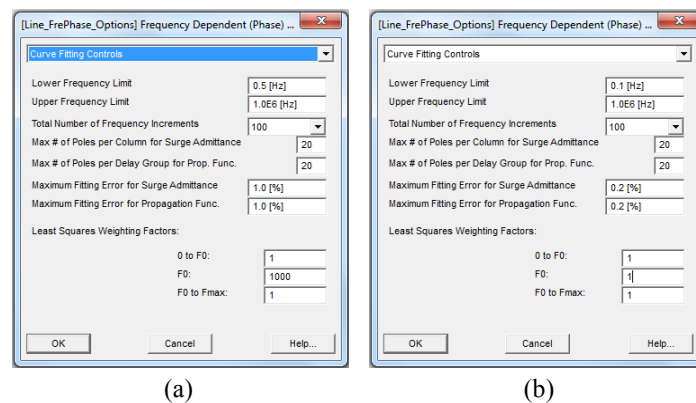 [Line_FrePhase_Options] Frequency Dependent (Phase) ...
Curve Fitting Controls
Lower Frequency Limit 0.5 [Hz]
Upper Frequency Limit 1.0E6 [Hz]
Total Number of Frequency Increments 100
Max # of Poles per Column for Surge Admittance 20
Max # of Poles per Delay Group for Prop. Func. 20
Maximum Fitting Error for Surge Admittance 1.0 [%]
Maximum Fitting Error for Propagation Func. 1.0 [%]
Least Squares Weighting Factors:
0 to F0: 1
F0: 1000
F0 to Fmax: 1
OK Cancel Help...
(a)
[Line_FrePhase_Options] Frequency Dependent (Phase) ...
Curve Fitting Controls
Lower Frequency Limit 0.1 [Hz]
Upper Frequency Limit 1.0E6 [Hz]
Total Number of Frequency Increments 100
Max # of Poles per Column for Surge Admittance 20
Max # of Poles per Delay Group for Prop. Func. 20
Maximum Fitting Error for Surge Admittance 0.2 [%]
Maximum Fitting Error for Propagation Func. 0.2 [%]
Least Squares Weighting Factors:
0 to F0: 1
F0: 1
F0 to Fmax: 1
OK Cancel Help...
(b)